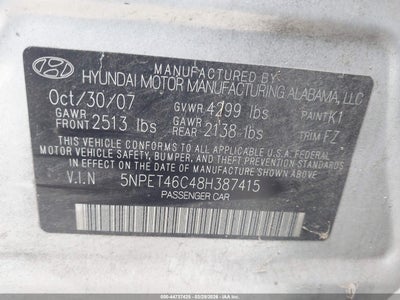 MANUFACTURED BY
HYUNDAI MOTOR MANUFACTURING ALABAMA, LLC
Oct/30/07 GVWR 4299 lbs PAINT K1
GAWR FRONT 2513 lbs GAWR REAR 2138 lbs TRIM FZ
THIS VEHICLE CONFORMS TO ALL APPLICABLE FEDERAL
MOTOR VEHICLE SAFETY, BUMPER, AND THEFT PREVENTION STANDARDS
IN EFFECT ON THE DATE OF MANUFACTURE SHOWN ABOVE.
V.I.N 5NPET46C48H387415
PASSENGER CAR